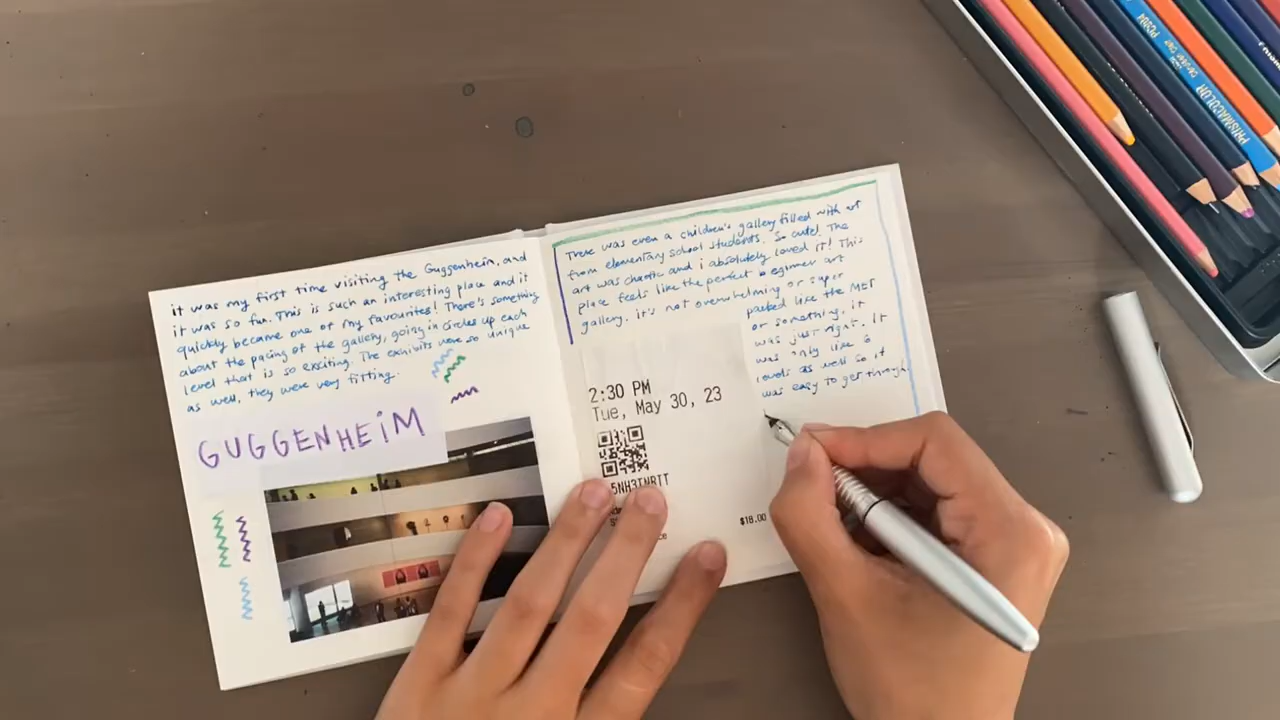 it was my first time visiting the Guggenheim, and
it was so fun. This is such an interesting place and it
quickly became one of my favourites! There's something
about the pacing of the gallery, going in circles up each
level that is so exciting. The exhibits were so unique
as well, they were very fitting.
GUGGENHEiM
There was even a children's gallery filled with art
from elementary school students. So cute! The
art was chaotic and i absolutely loved it! This
place feels like the perfect beginner art
gallery. it's not overwhelming or super
packed like the MET
or something, it
was just right. It
was only like 6
levels as well so it
was easy to get through
2:30 PM
Tue, May 30, 23
5NH3TNBTT
$18.00
PRISMACOLOR